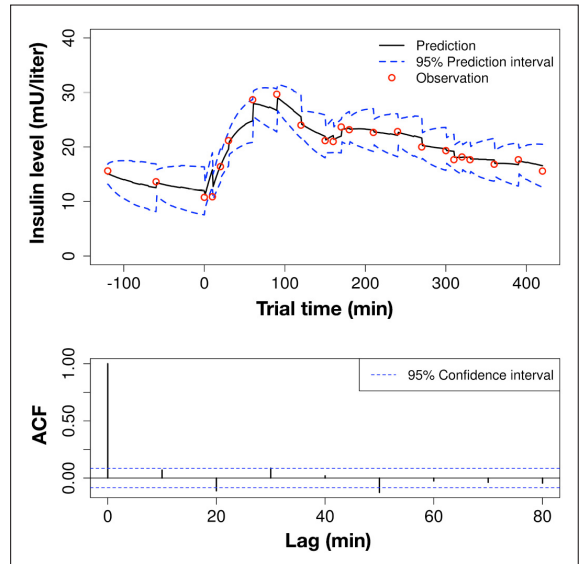 40
30
20
10
0
Insulin level (mU/liter)
Prediction
95% Prediction interval
Observation
-100 0 100 200 300 400
Trial time (min)
1.00
0.50
0.00
ACF
95% Confidence interval
0 20 40 60 80
Lag (min)